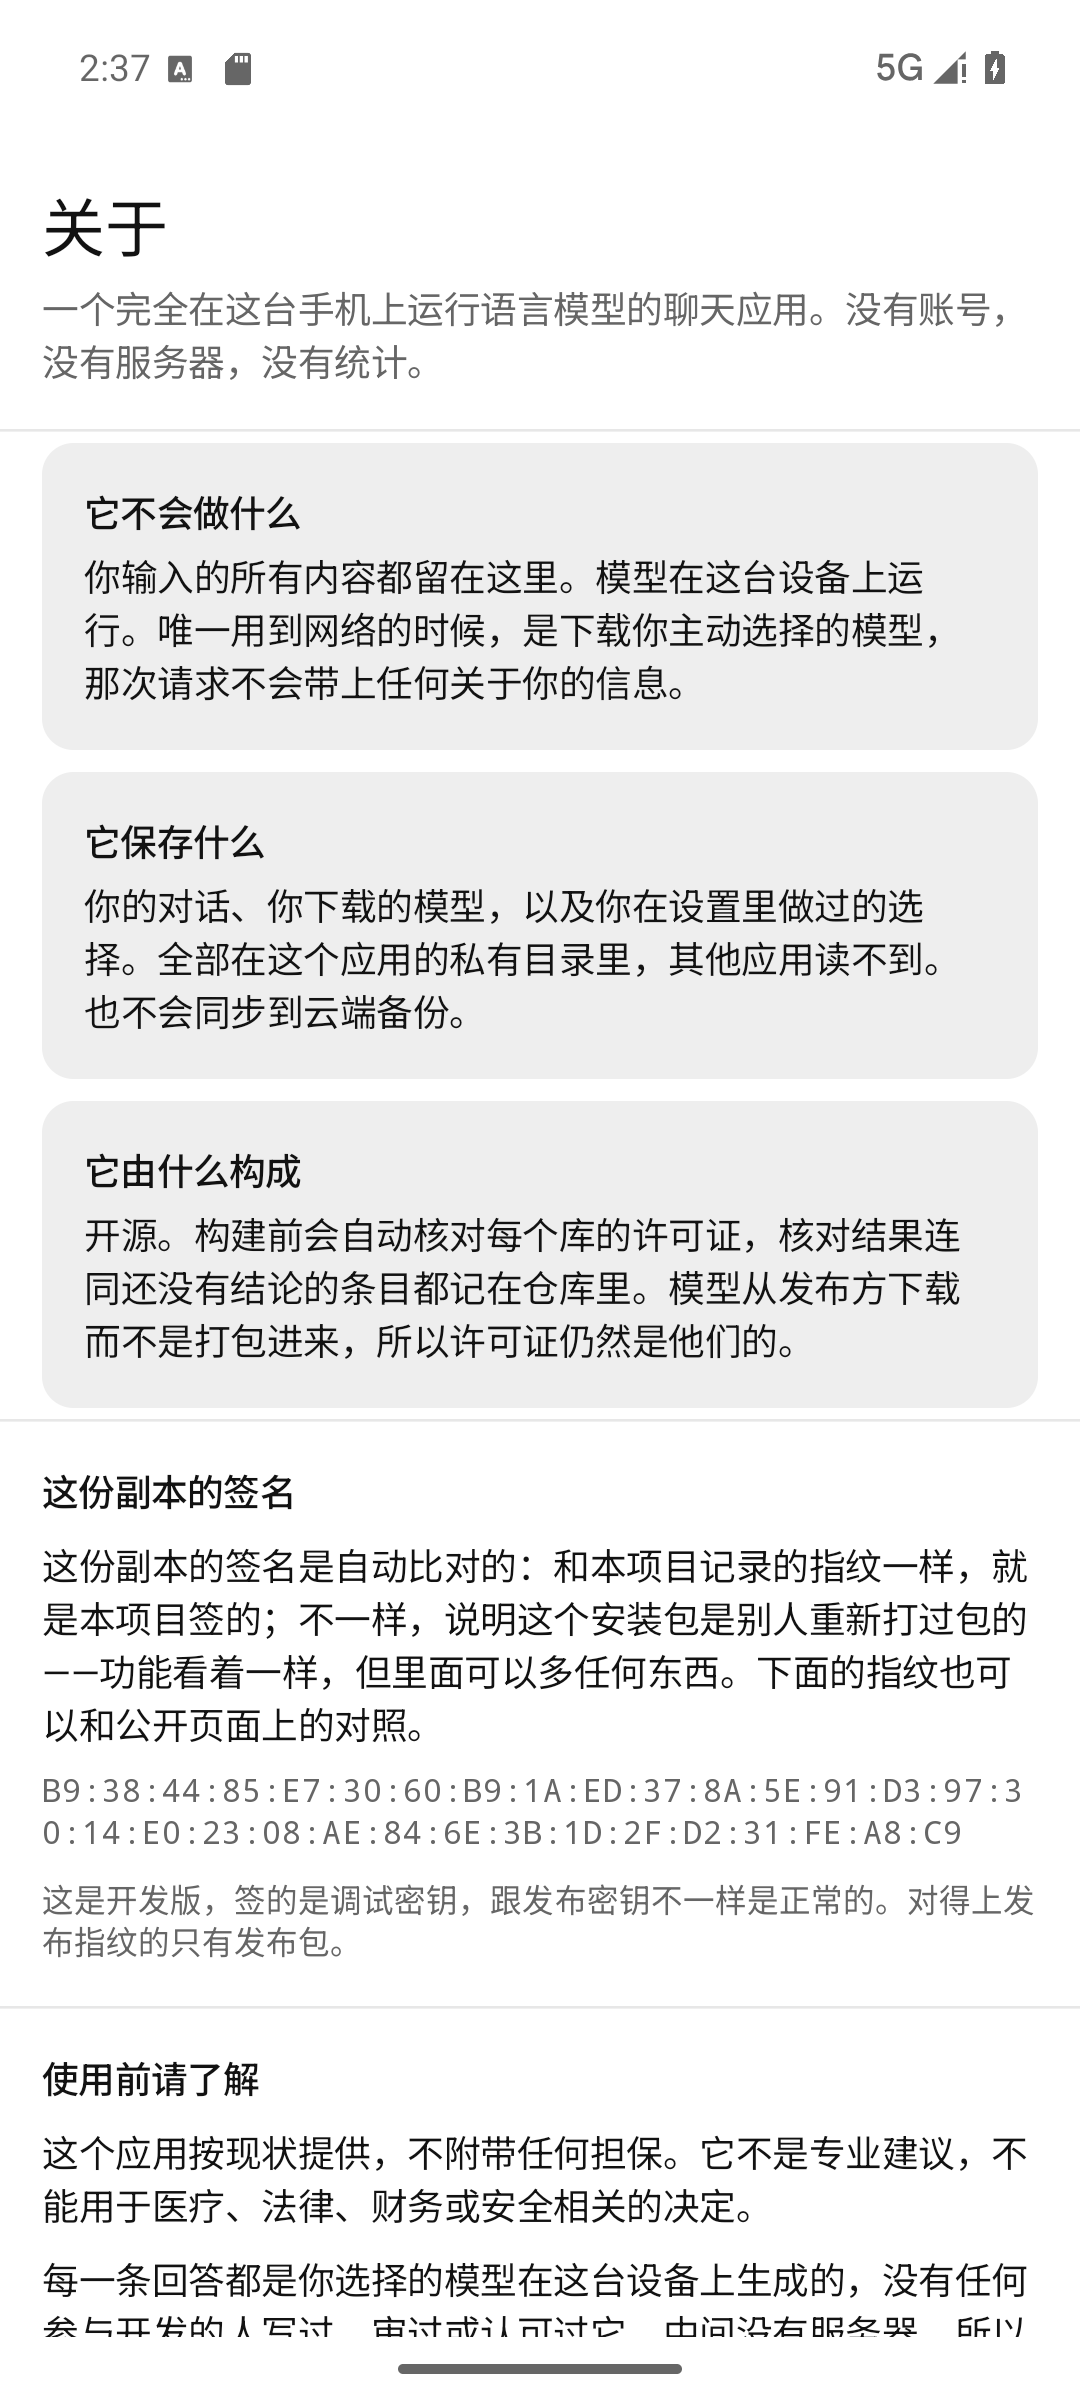 2:37
5G
关于
一个完全在这台手机上运行语言模型的聊天应用。没有账号，
没有服务器，没有统计。
它不会做什么
你输入的所有内容都留在这里。模型在这台设备上运
行。唯一用到网络的时候，是下载你主动选择的模型，
那次请求不会带上任何关于你的信息。
它保存什么
你的对话、你下载的模型，以及你在设置里做过的选
择。全部在这个应用的私有目录里，其他应用读不到。
也不会同步到云端备份。
它由什么构成
开源。构建前会自动核对每个库的许可证，核对结果连
同还没有结论的条目都记在仓库里。模型从发布方下载
而不是打包进来，所以许可证仍然是他们的。
这份副本的签名
这份副本的签名是自动比对的：和本项目记录的指纹一样，就
是本项目签的；不一样，说明这个安装包是别人重新打过包的
——功能看着一样，但里面可以多任何东西。下面的指纹也可
以和公开页面上的对照。
B9:38:44:85:E7:30:60:B9:1A:ED:37:8A:5E:91:D3:97:3
0:14:E0:23:08:AE:84:6E:3B:1D:2F:D2:31:FE:A8:C9
这是开发版，签的是调试密钥，跟发布密钥不一样是正常的。对得上发
布指纹的只有发布包。
使用前请了解
这个应用按现状提供，不附带任何担保。它不是专业建议，不
能用于医疗、法律、财务或安全相关的决定。
每一条回答都是你选择的模型在这台设备上生成的，没有任何
参与开发的人写过、审过或认可过它。中间没有服务器，所以